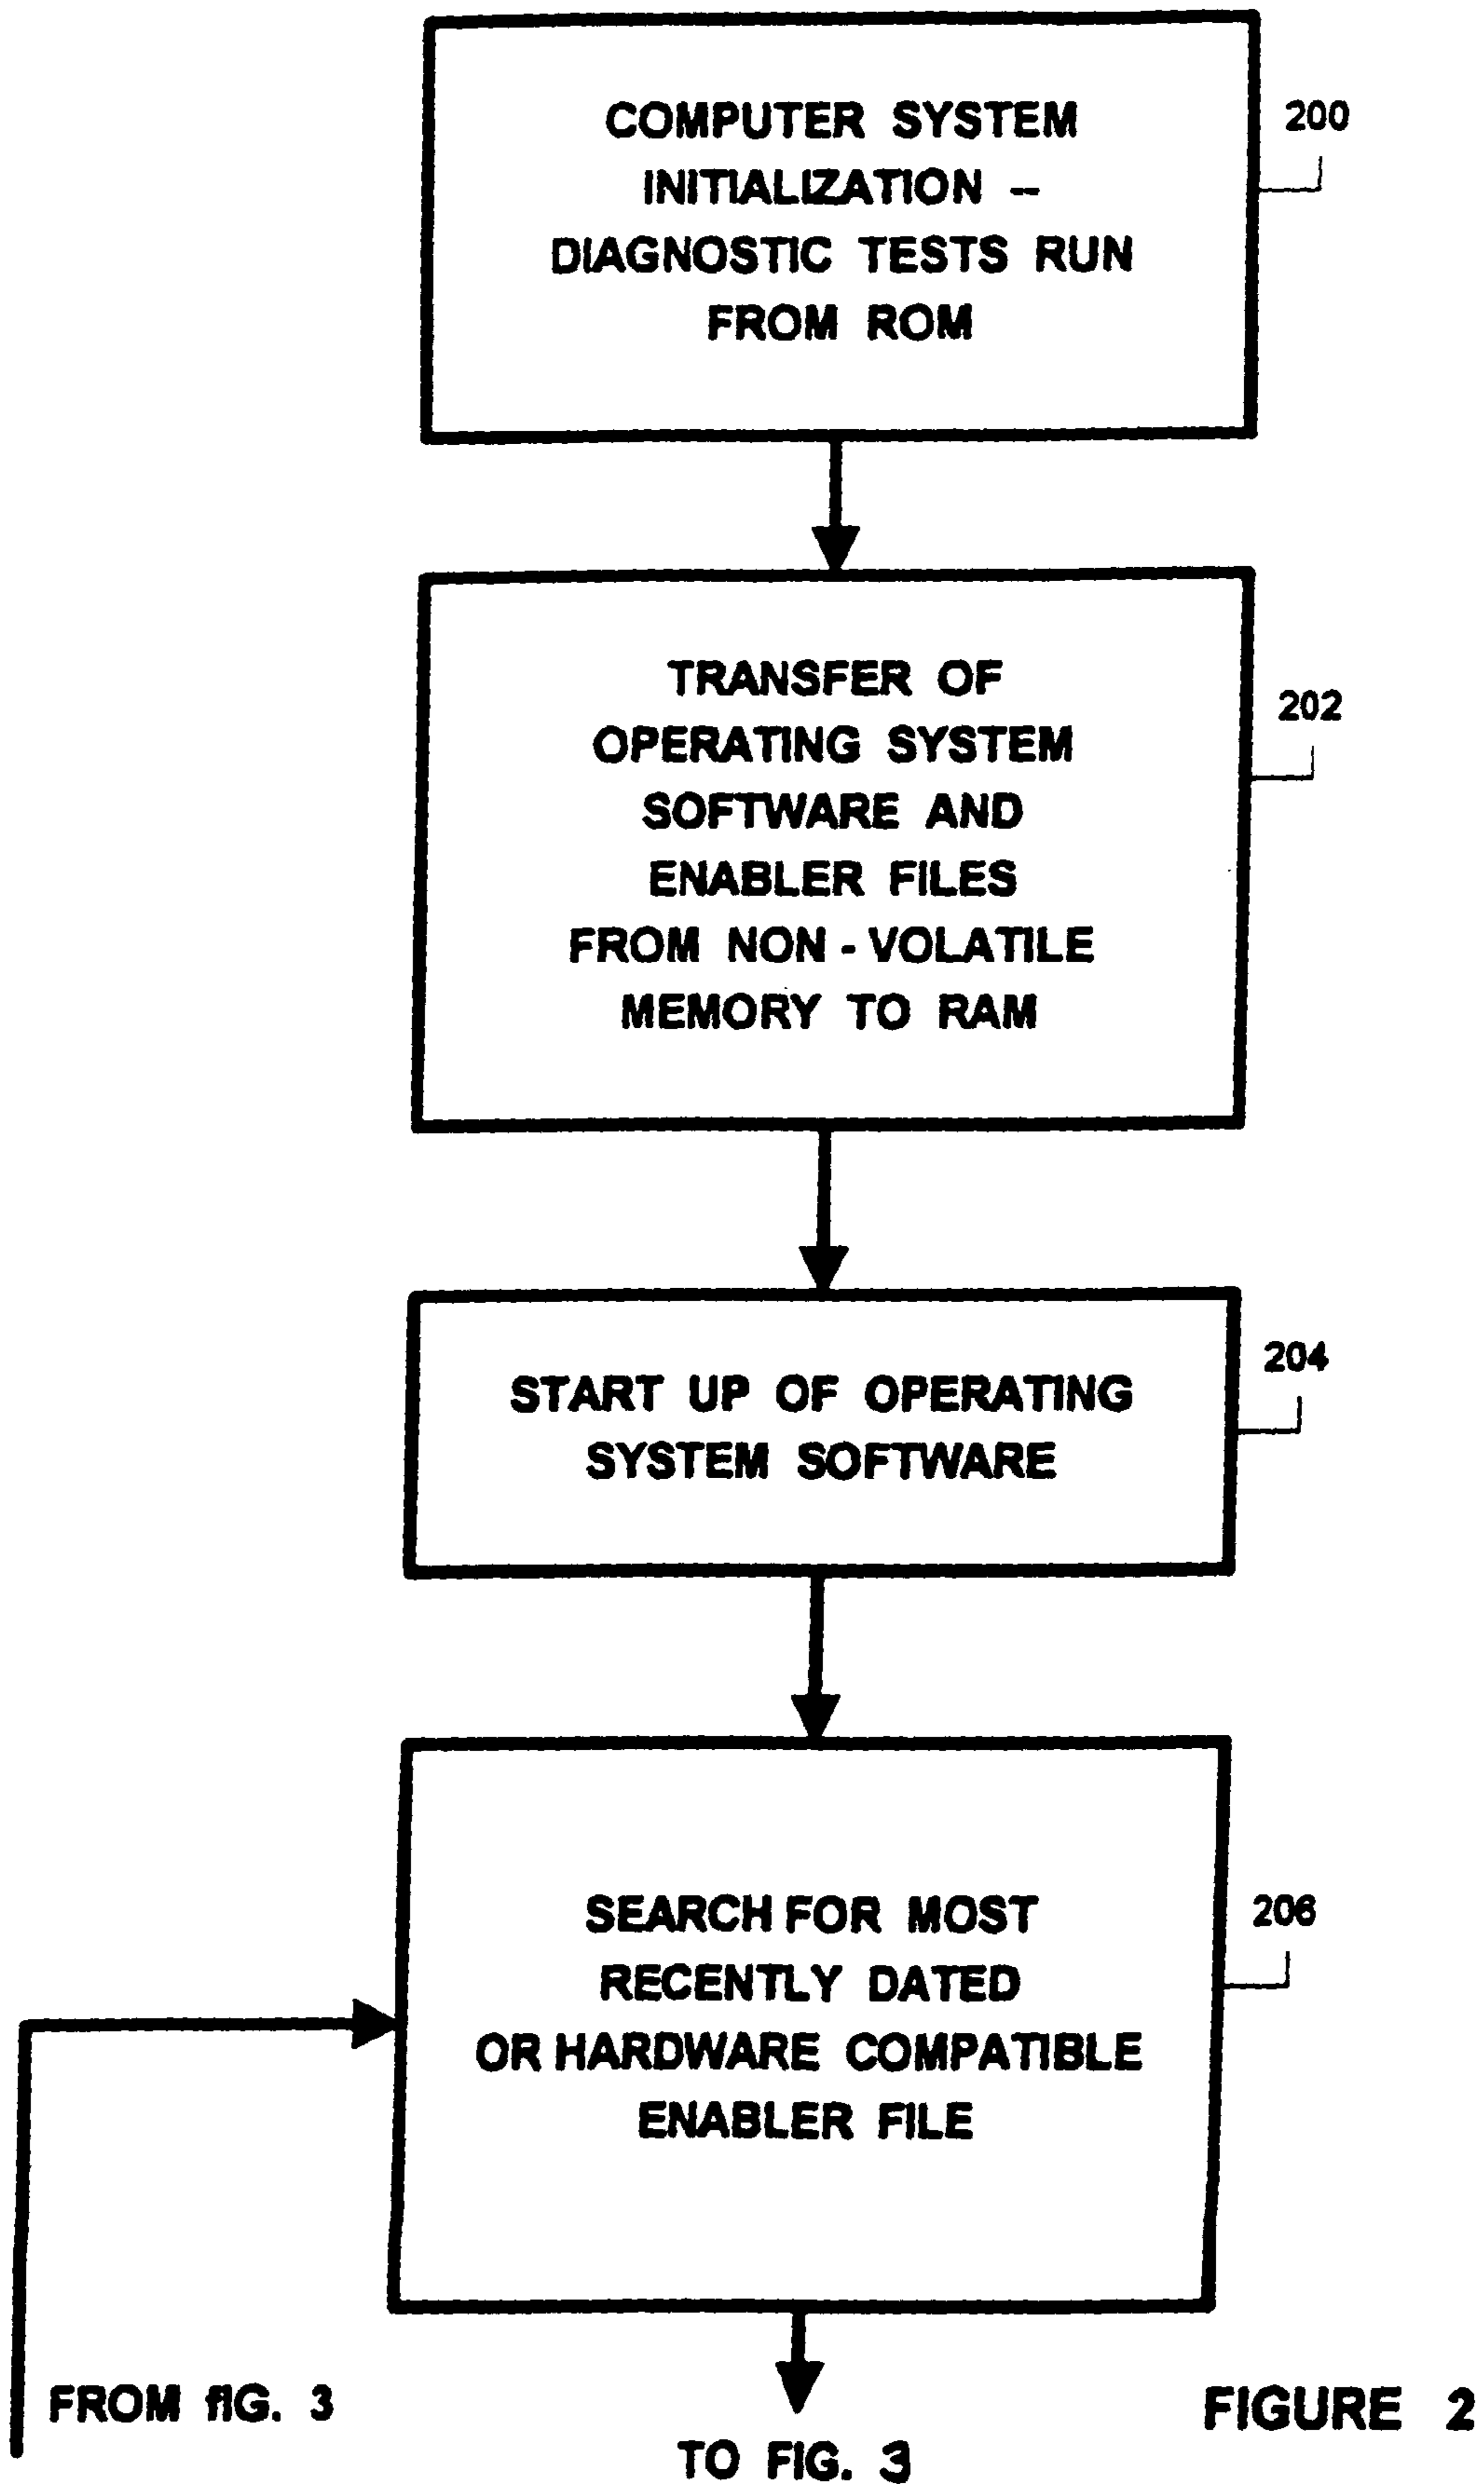 COMPUTER SYSTEM
INITIALIZATION --
DIAGNOSTIC TESTS RUN
FROM ROM
200
TRANSFER OF
OPERATING SYSTEM
SOFTWARE AND
ENABLER FILES
FROM NON - VOLATILE
MEMORY TO RAM
202
START UP OF OPERATING
SYSTEM SOFTWARE
204
SEARCH FOR MOST
RECENTLY DATED
OR HARDWARE COMPATIBLE
ENABLER FILE
206
FROM fIG. 3
TO FIG. 3
FIGURE 2